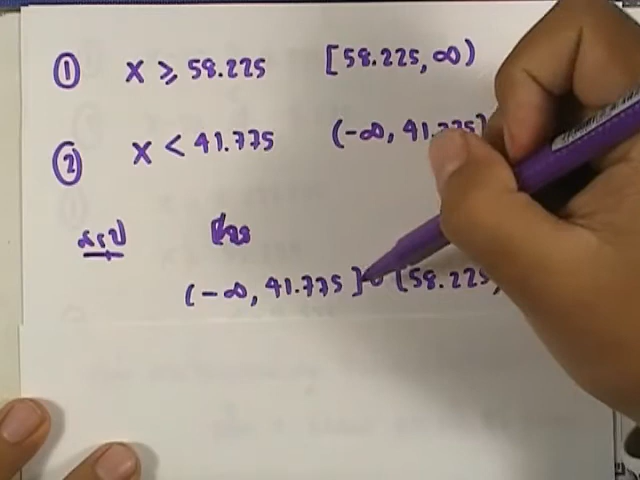 ① x ≥ 58.225 [58.225, ∞)
② x < 41.775 (-∞, 41.775]
สรุป
(-∞, 41.775] ∪ [58.225,